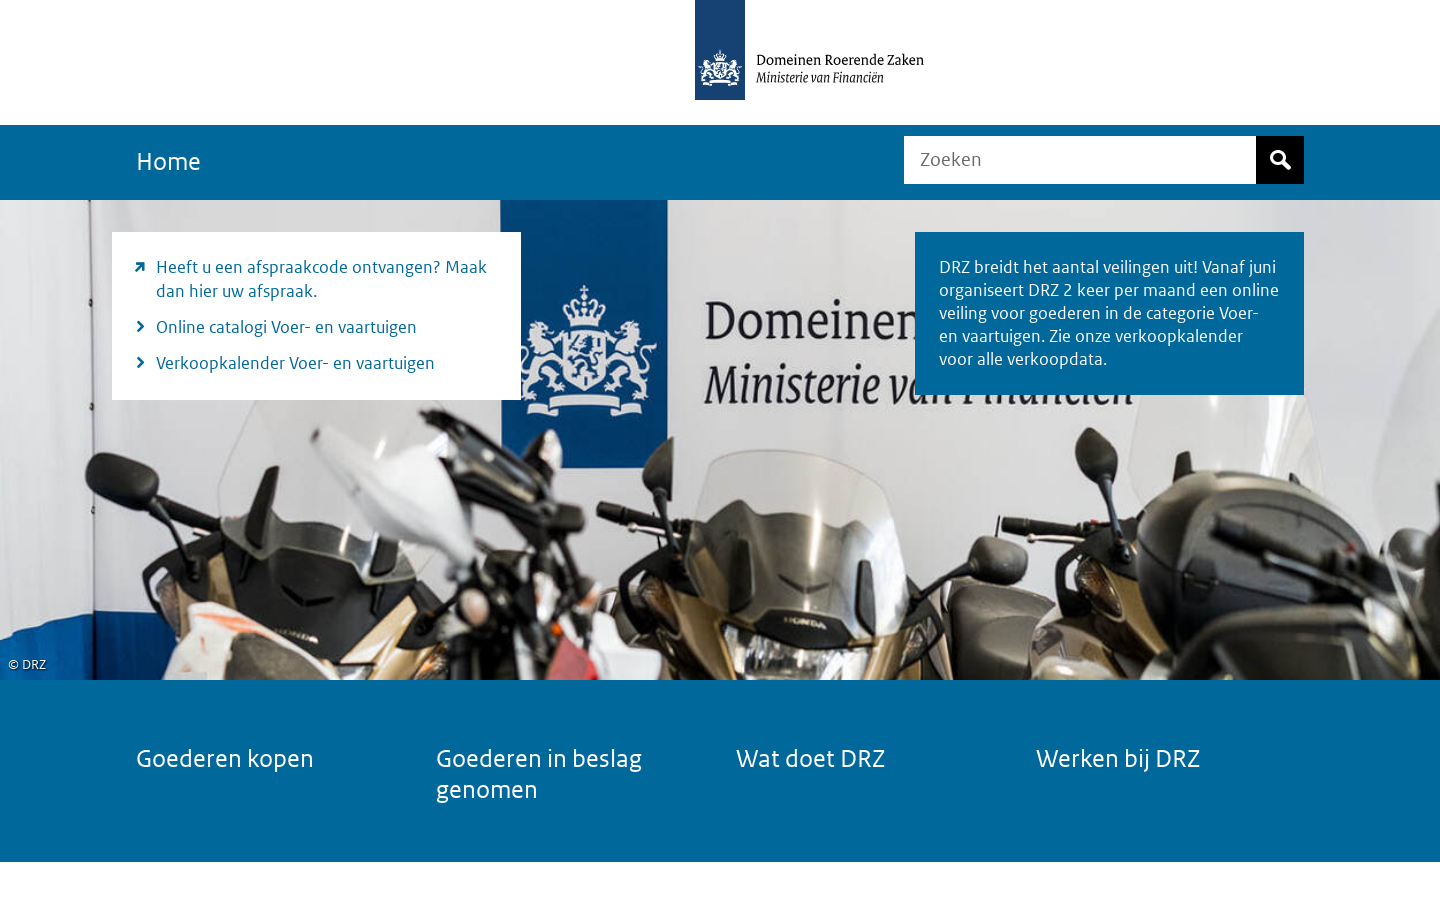 Domeinen Roerende Zaken
Ministerie van Financiën
Home
Zoeken
Heeft u een afspraakcode ontvangen? Maak
dan hier uw afspraak.
Online catalogi Voer- en vaartuigen
Verkoopkalender Voer- en vaartuigen
DRZ breidt het aantal veilingen uit! Vanaf juni
organiseert DRZ 2 keer per maand een online
veiling voor goederen in de categorie Voer-
en vaartuigen. Zie onze verkoopkalender
voor alle verkoopdata.
Domeinen
Ministerie van Financiën
HONDA
HONDA
© DRZ
Goederen kopen
Goederen in beslag
genomen
Wat doet DRZ
Werken bij DRZ